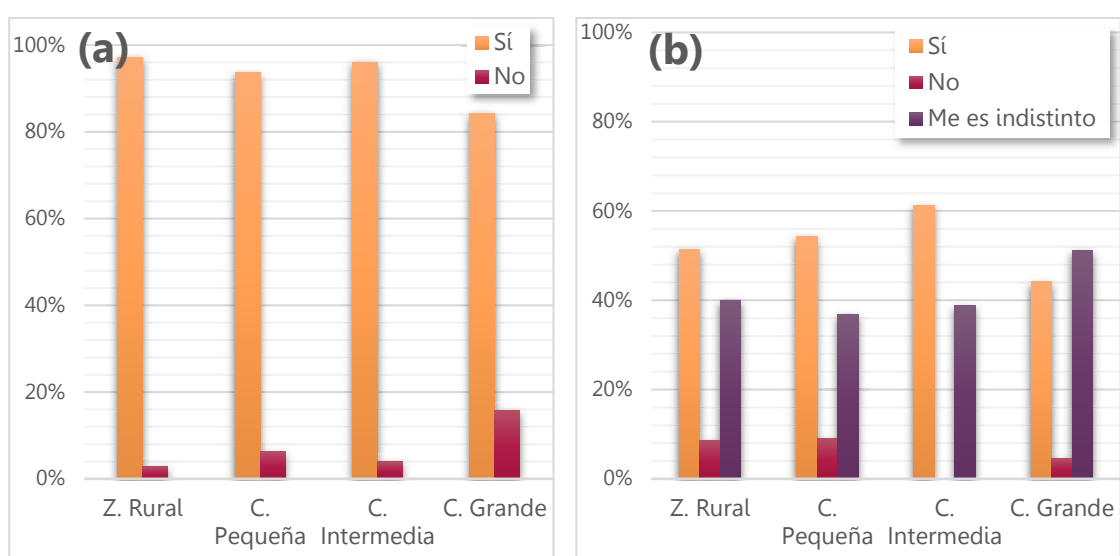 (a)
Sí
No
100%
80%
60%
40%
20%
0%
Z. Rural
C. Pequeña
C. Intermedia
C. Grande
(b)
Sí
No
Me es indistinto
100%
80%
60%
40%
20%
0%
Z. Rural
C. Pequeña
C. Intermedia
C. Grande